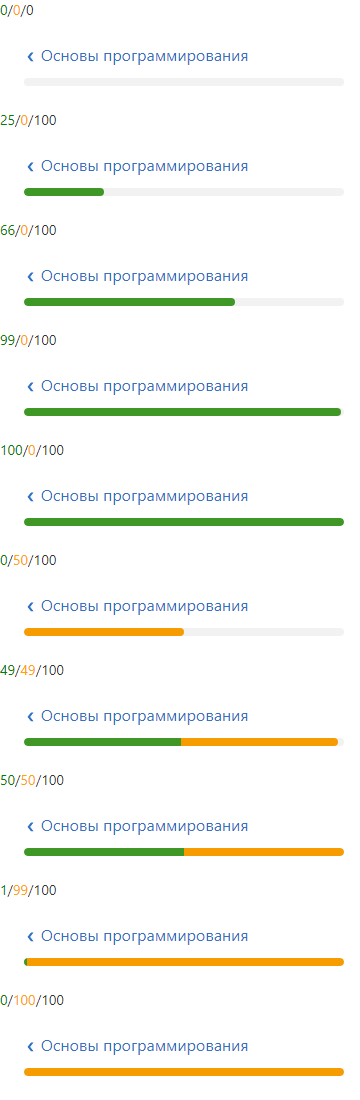 0/0/0
‹ Основы программирования
25/0/100
‹ Основы программирования
66/0/100
‹ Основы программирования
99/0/100
‹ Основы программирования
100/0/100
‹ Основы программирования
0/50/100
‹ Основы программирования
49/49/100
‹ Основы программирования
50/50/100
‹ Основы программирования
1/99/100
‹ Основы программирования
0/100/100
‹ Основы программирования